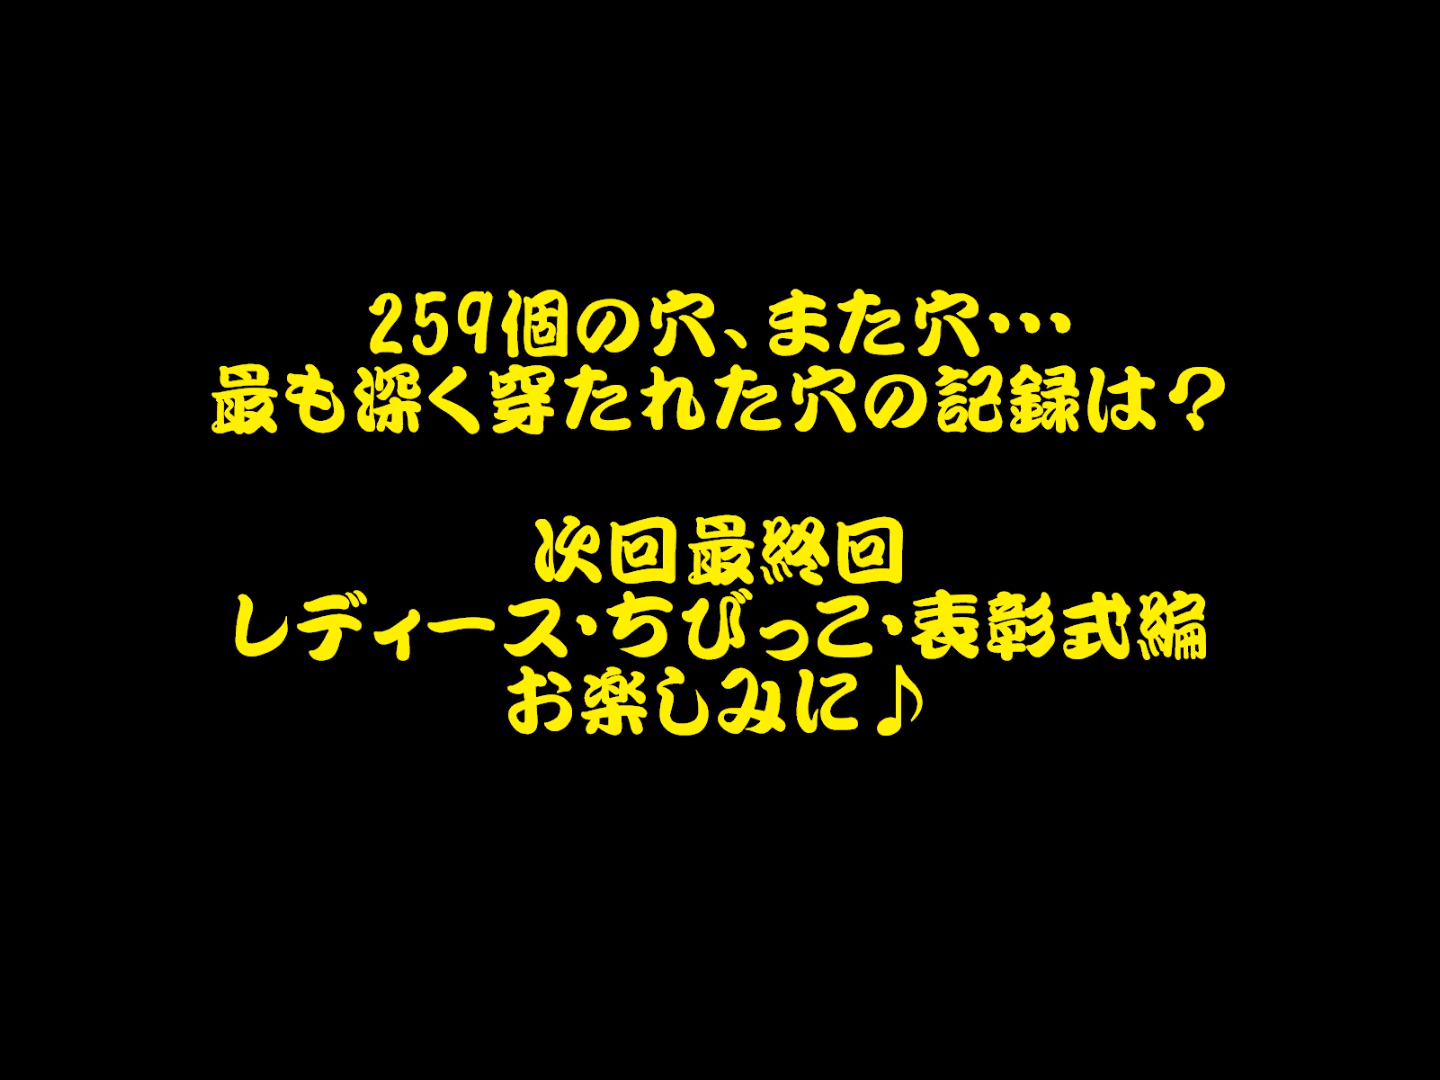 259個の穴、また穴･･･
最も深く穿たれた穴の記録は？
次回最終回
レディース･ちびっこ･表彰式編
お楽しみに♪